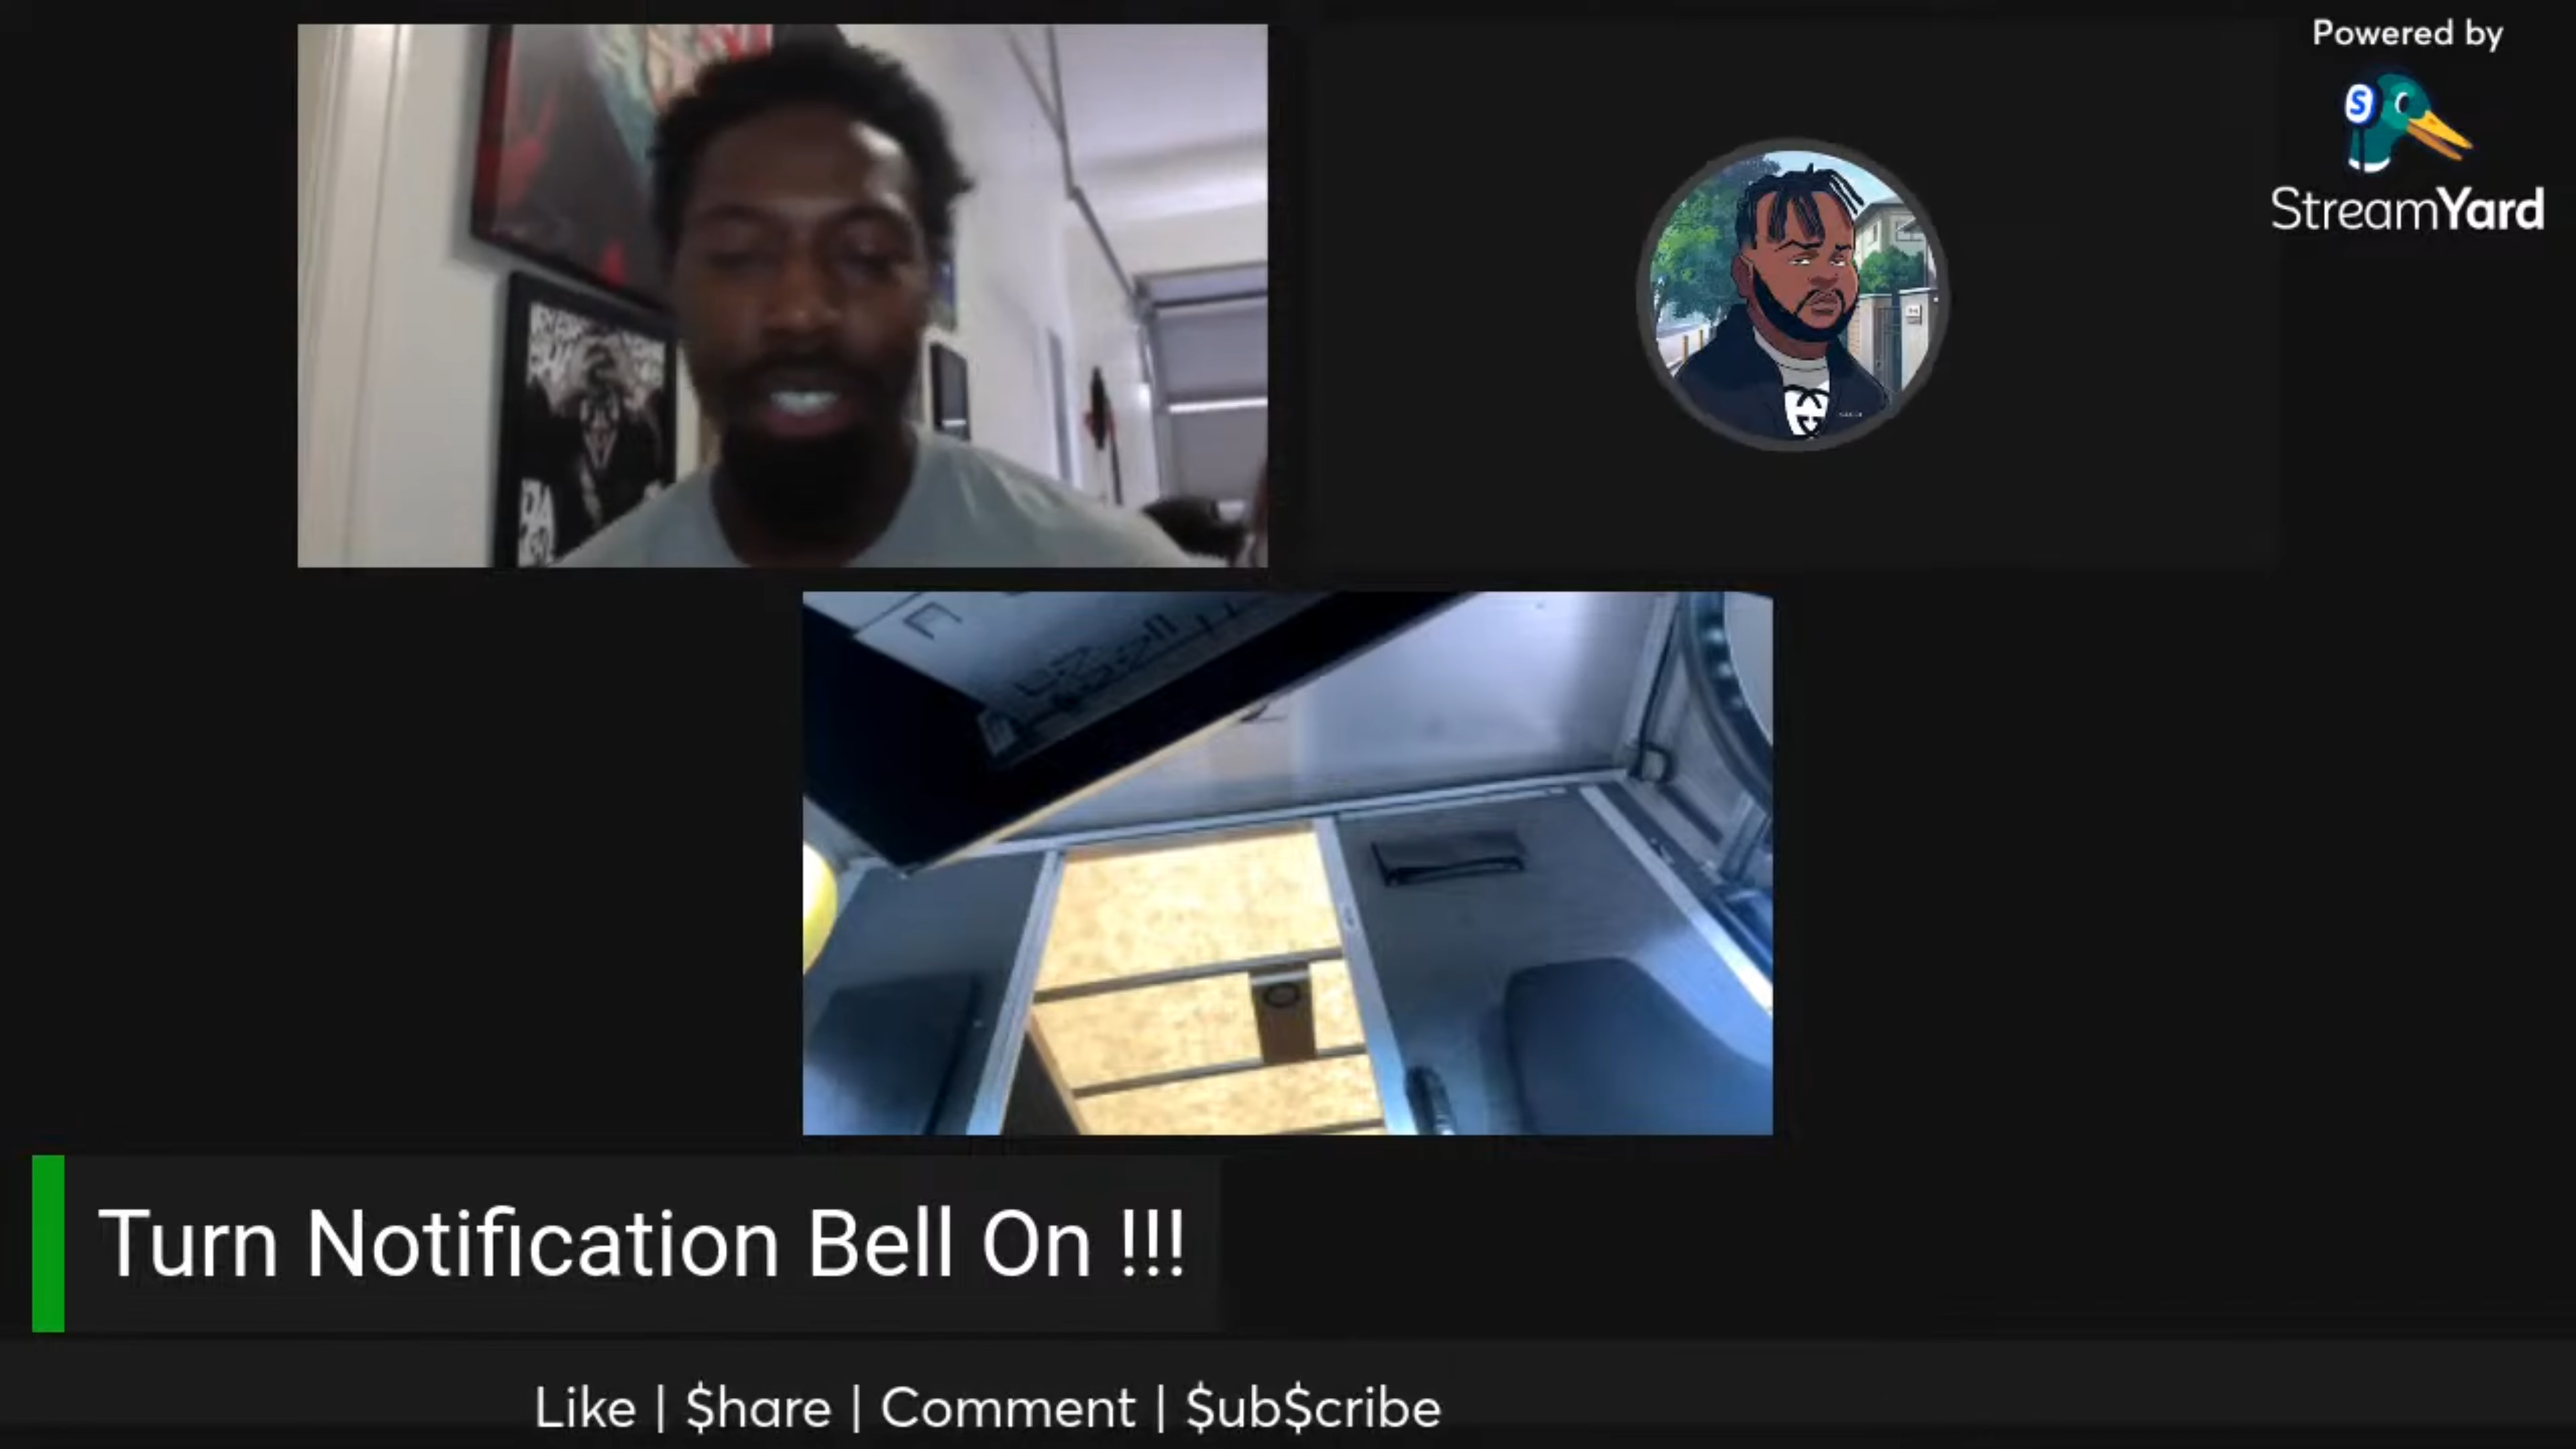 Powered by
StreamYard
Turn Notification Bell On !!!
Like | $hare | Comment | $ub$cribe